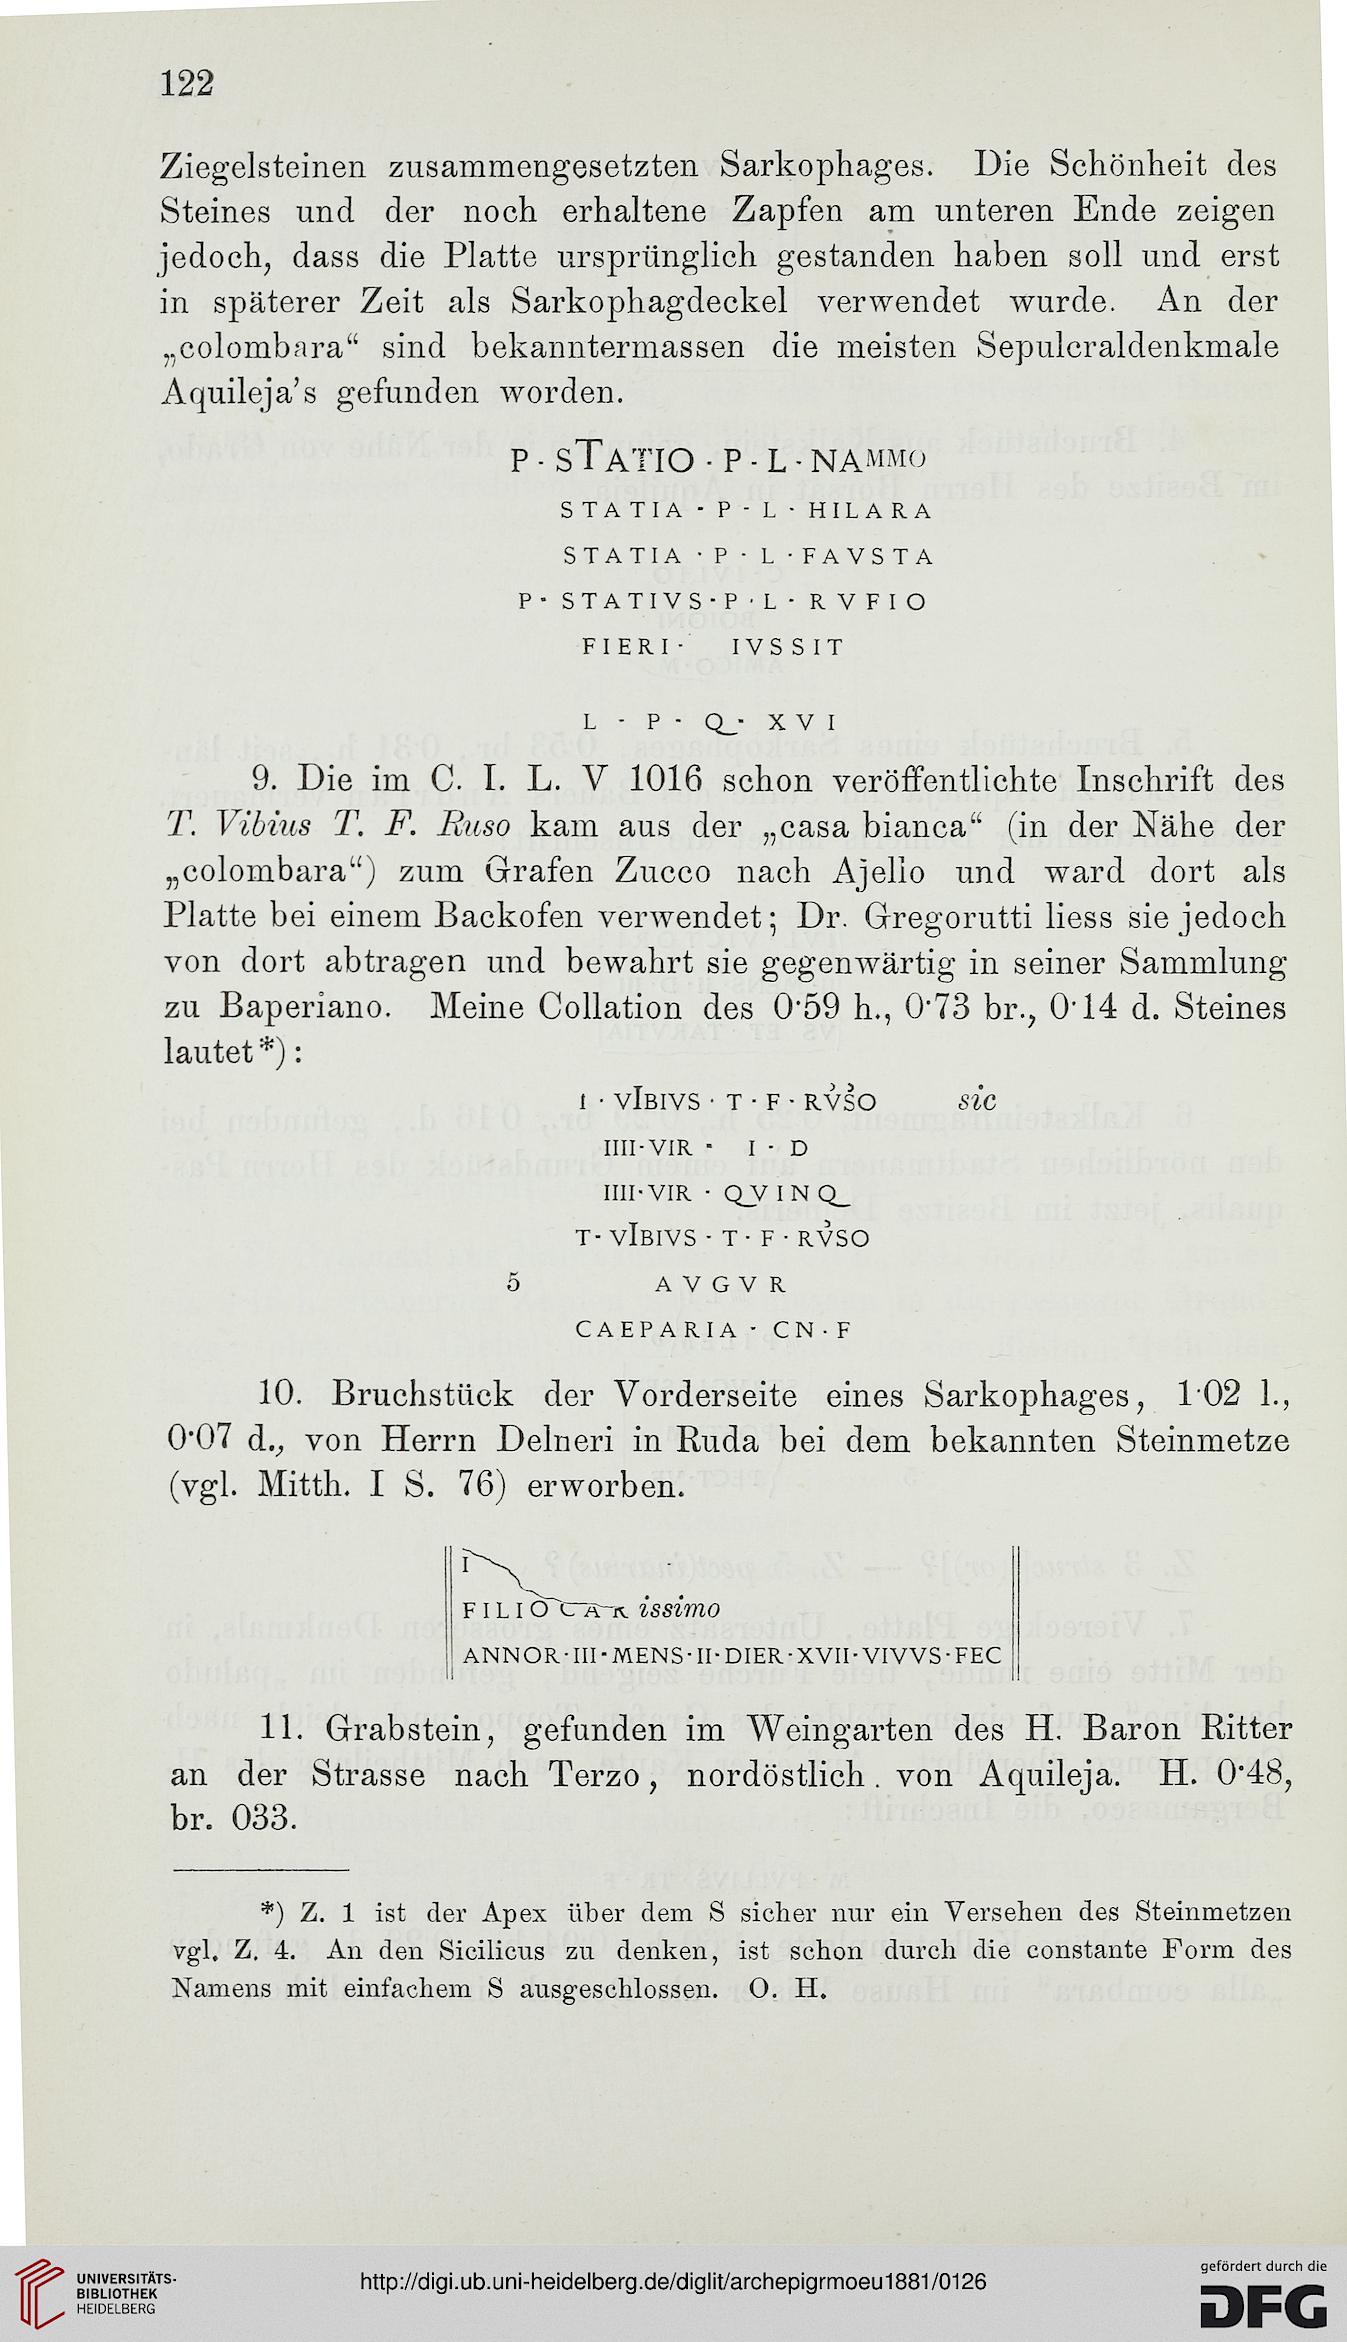 122
Ziegelsteinen zusammengesetzten Sarkophages. Die Schönheit des
Steines und der noch erhaltene Zapfen am unteren Ende zeigen
jedoch, dass die Platte ursprünglich gestanden haben soll und erst
in späterer Zeit als Sarkophagdeckel verwendet wurde. An der
„colombara“ sind bekanntermassen die meisten Sepulcraldenkmale
Aquileja's gefunden worden.
P · STATIO · P · L · NAMMO
STATIA · P · L · HILARA
STATIA · P · L · FAVSTA
P · STATIVS · P · L · RVFIO
FIERI · IVSSIT
L · P · Q · XVI
9. Die im C. I. L. V 1016 schon veröffentlichte Inschrift des
T. Vibius T. F. Ruso kam aus der „casa bianca“ (in der Nähe der
„colombara“) zum Grafen Zucco nach Ajello und ward dort als
Platte bei einem Backofen verwendet; Dr. Gregorutti liess sie jedoch
von dort abtragen und bewahrt sie gegenwärtig in seiner Sammlung
zu Baperiano. Meine Collation des 0·59 h., 0·73 br., 0·14 d. Steines
lautet*):
I · VIBIVS · T · F · RV́SÓ sic
IIII·VIR · I · D
IIII·VIR · QVINQ
T · VIBIVS · T · F · RV́SO
5 AVGVR
CAEPARIA · CN · F
10. Bruchstück der Vorderseite eines Sarkophages, 1·02 l.,
0·07 d., von Herrn Delneri in Ruda bei dem bekannten Steinmetze
(vgl. Mitth. I S. 76) erworben.
I
FILIO CAR issimo
ANNOR·III·MENS·II·DIER·XVII·VIVVS·FEC
11. Grabstein, gefunden im Weingarten des H. Baron Ritter
an der Strasse nach Terzo, nordöstlich. von Aquileja. H. 0·48,
br. 033.
*) Z. 1 ist der Apex über dem S sicher nur ein Versehen des Steinmetzen
vgl. Z. 4. An den Sicilicus zu denken, ist schon durch die constante Form des
Namens mit einfachem S ausgeschlossen. O. H.
UNIVERSITÄTS-
BIBLIOTHEK
HEIDELBERG
http://digi.ub.uni-heidelberg.de/diglit/archepigrmoeu1881/0126
gefördert durch die
DFG